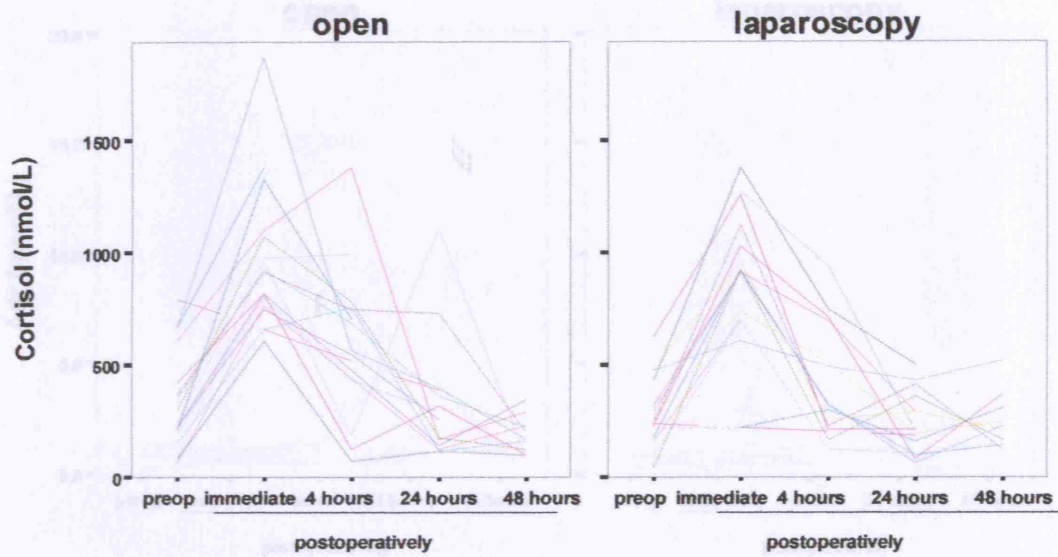 open laparoscopy
Cortisol (nmol/L)
1500
1000
500
0
preop immediate 4 hours 24 hours 48 hours
postoperatively
preop immediate 4 hours 24 hours 48 hours
postoperatively